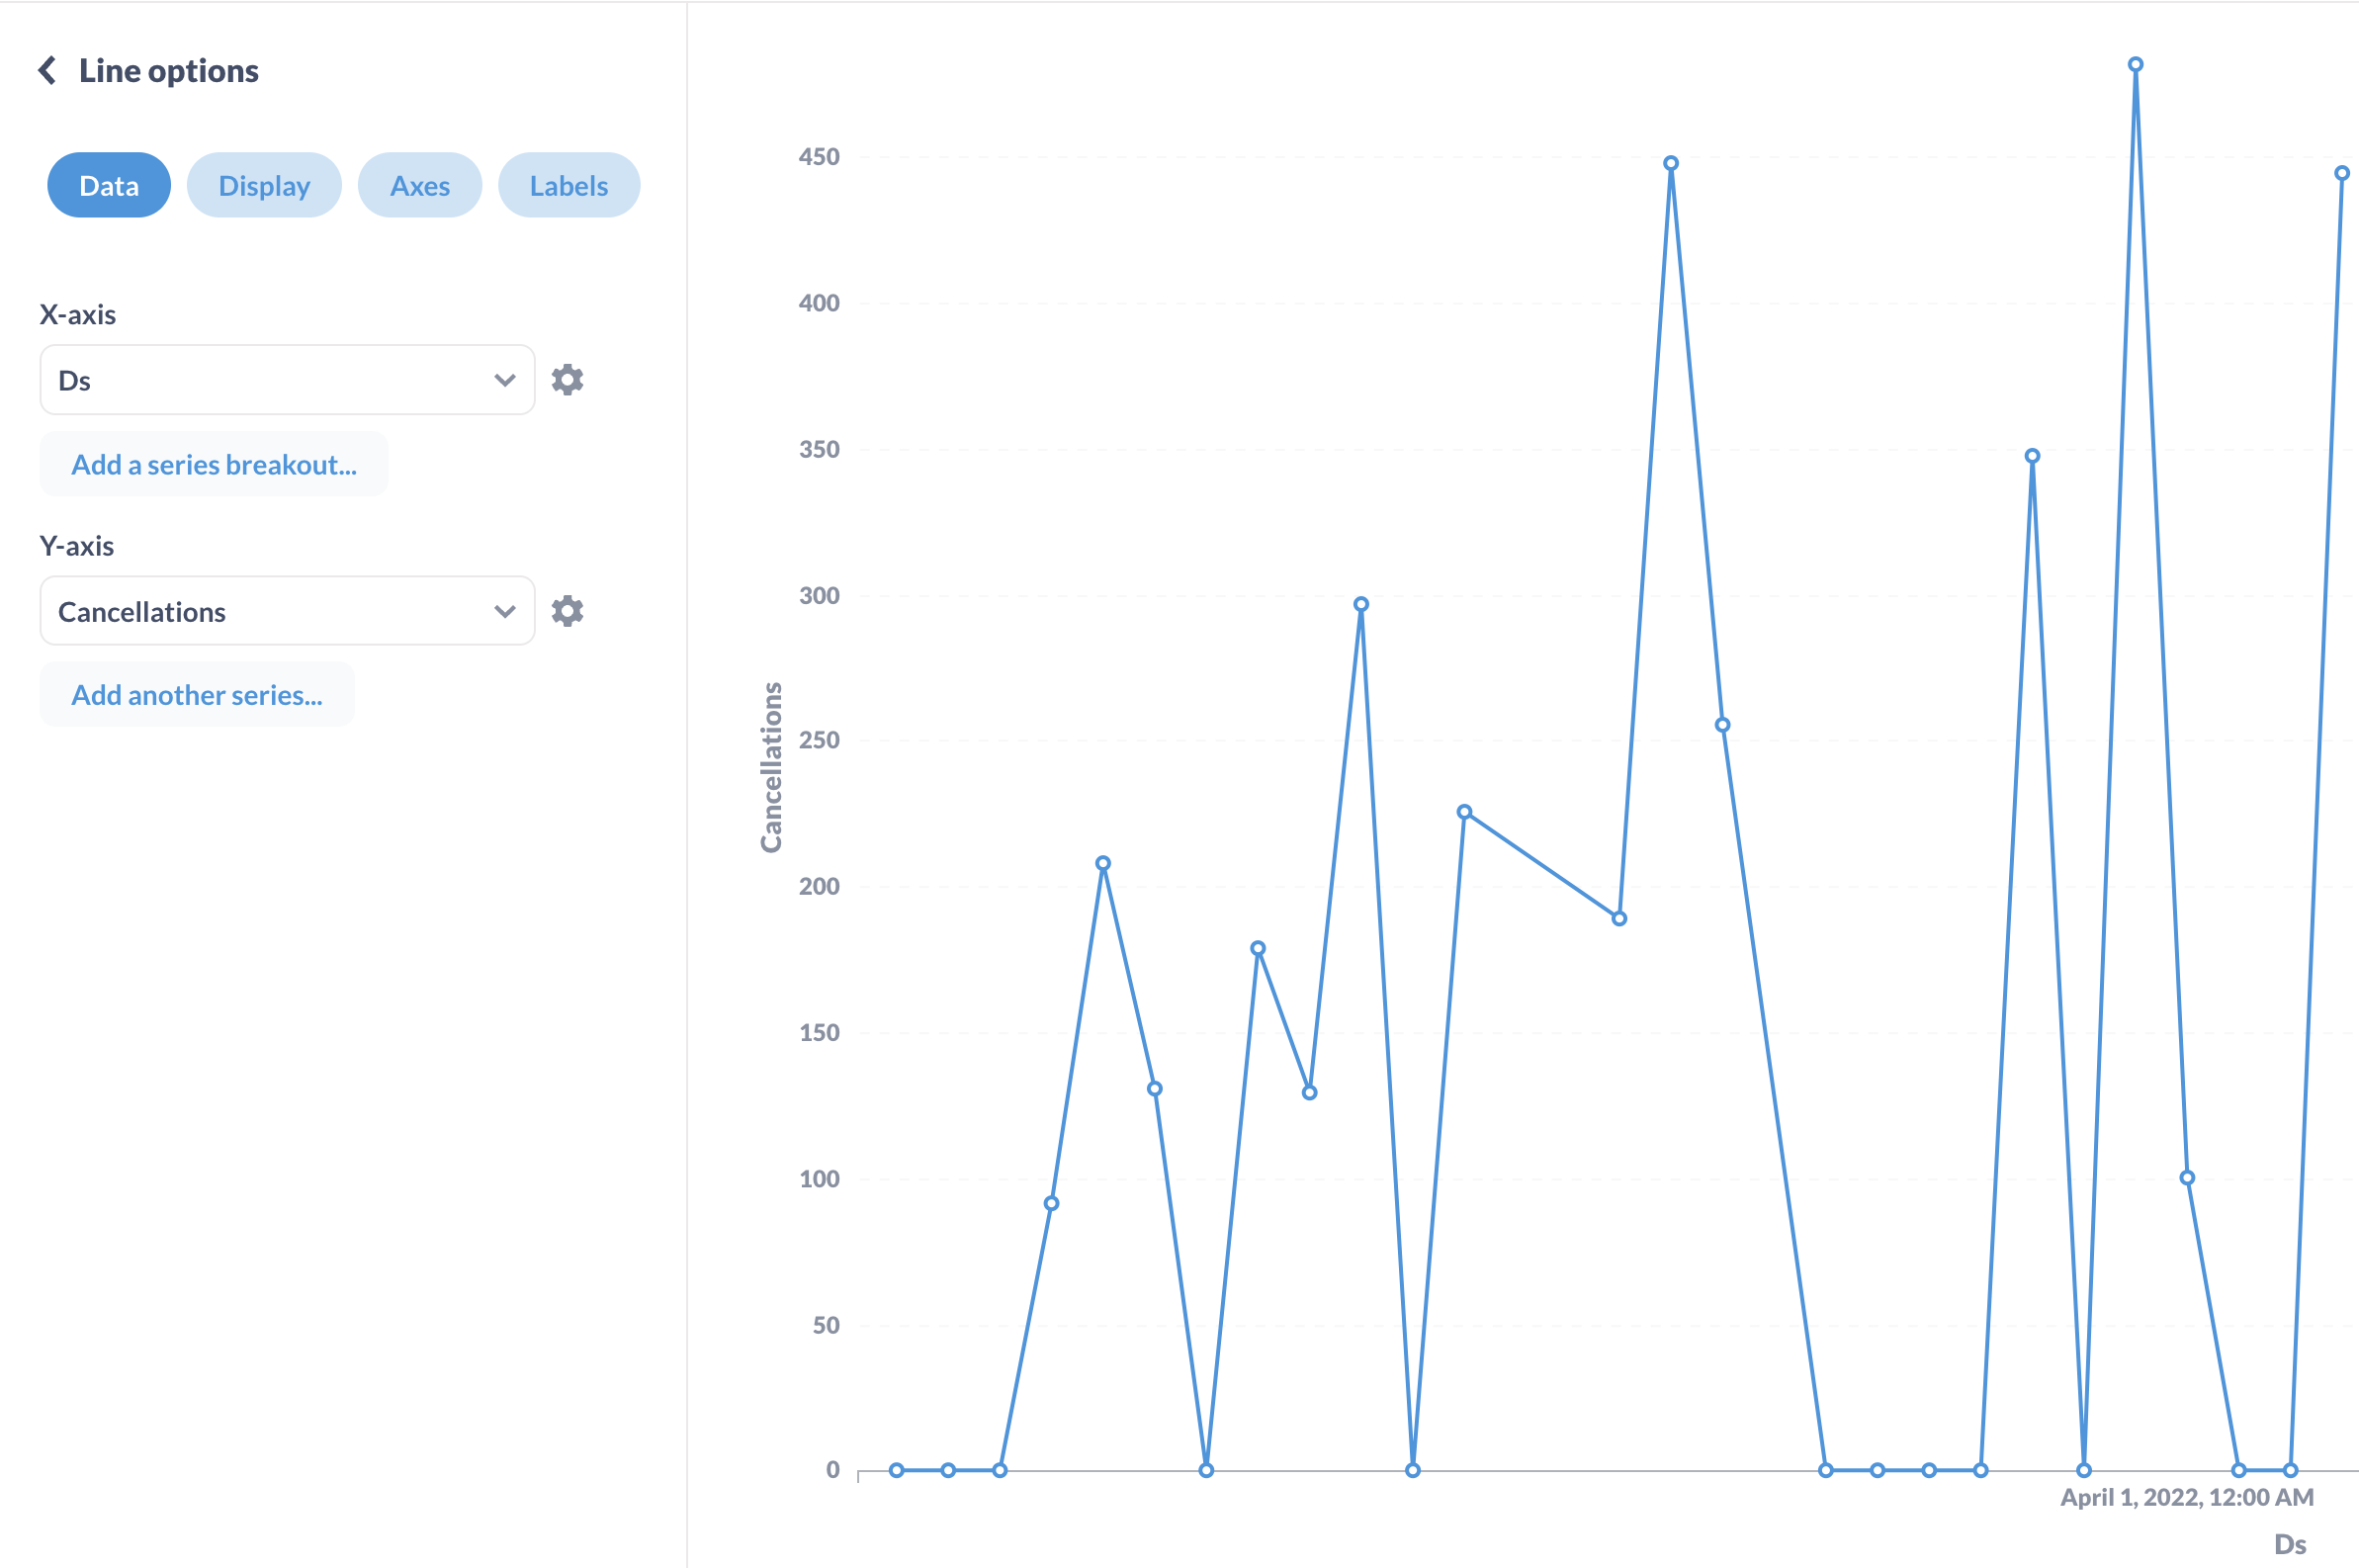 Line options
Data
Display
Axes
Labels
X-axis
Ds
Add a series breakout...
Y-axis
Cancellations
Add another series...
Cancellations
450
400
350
300
250
200
150
100
50
0
April 1, 2022, 12:00 AM
Ds